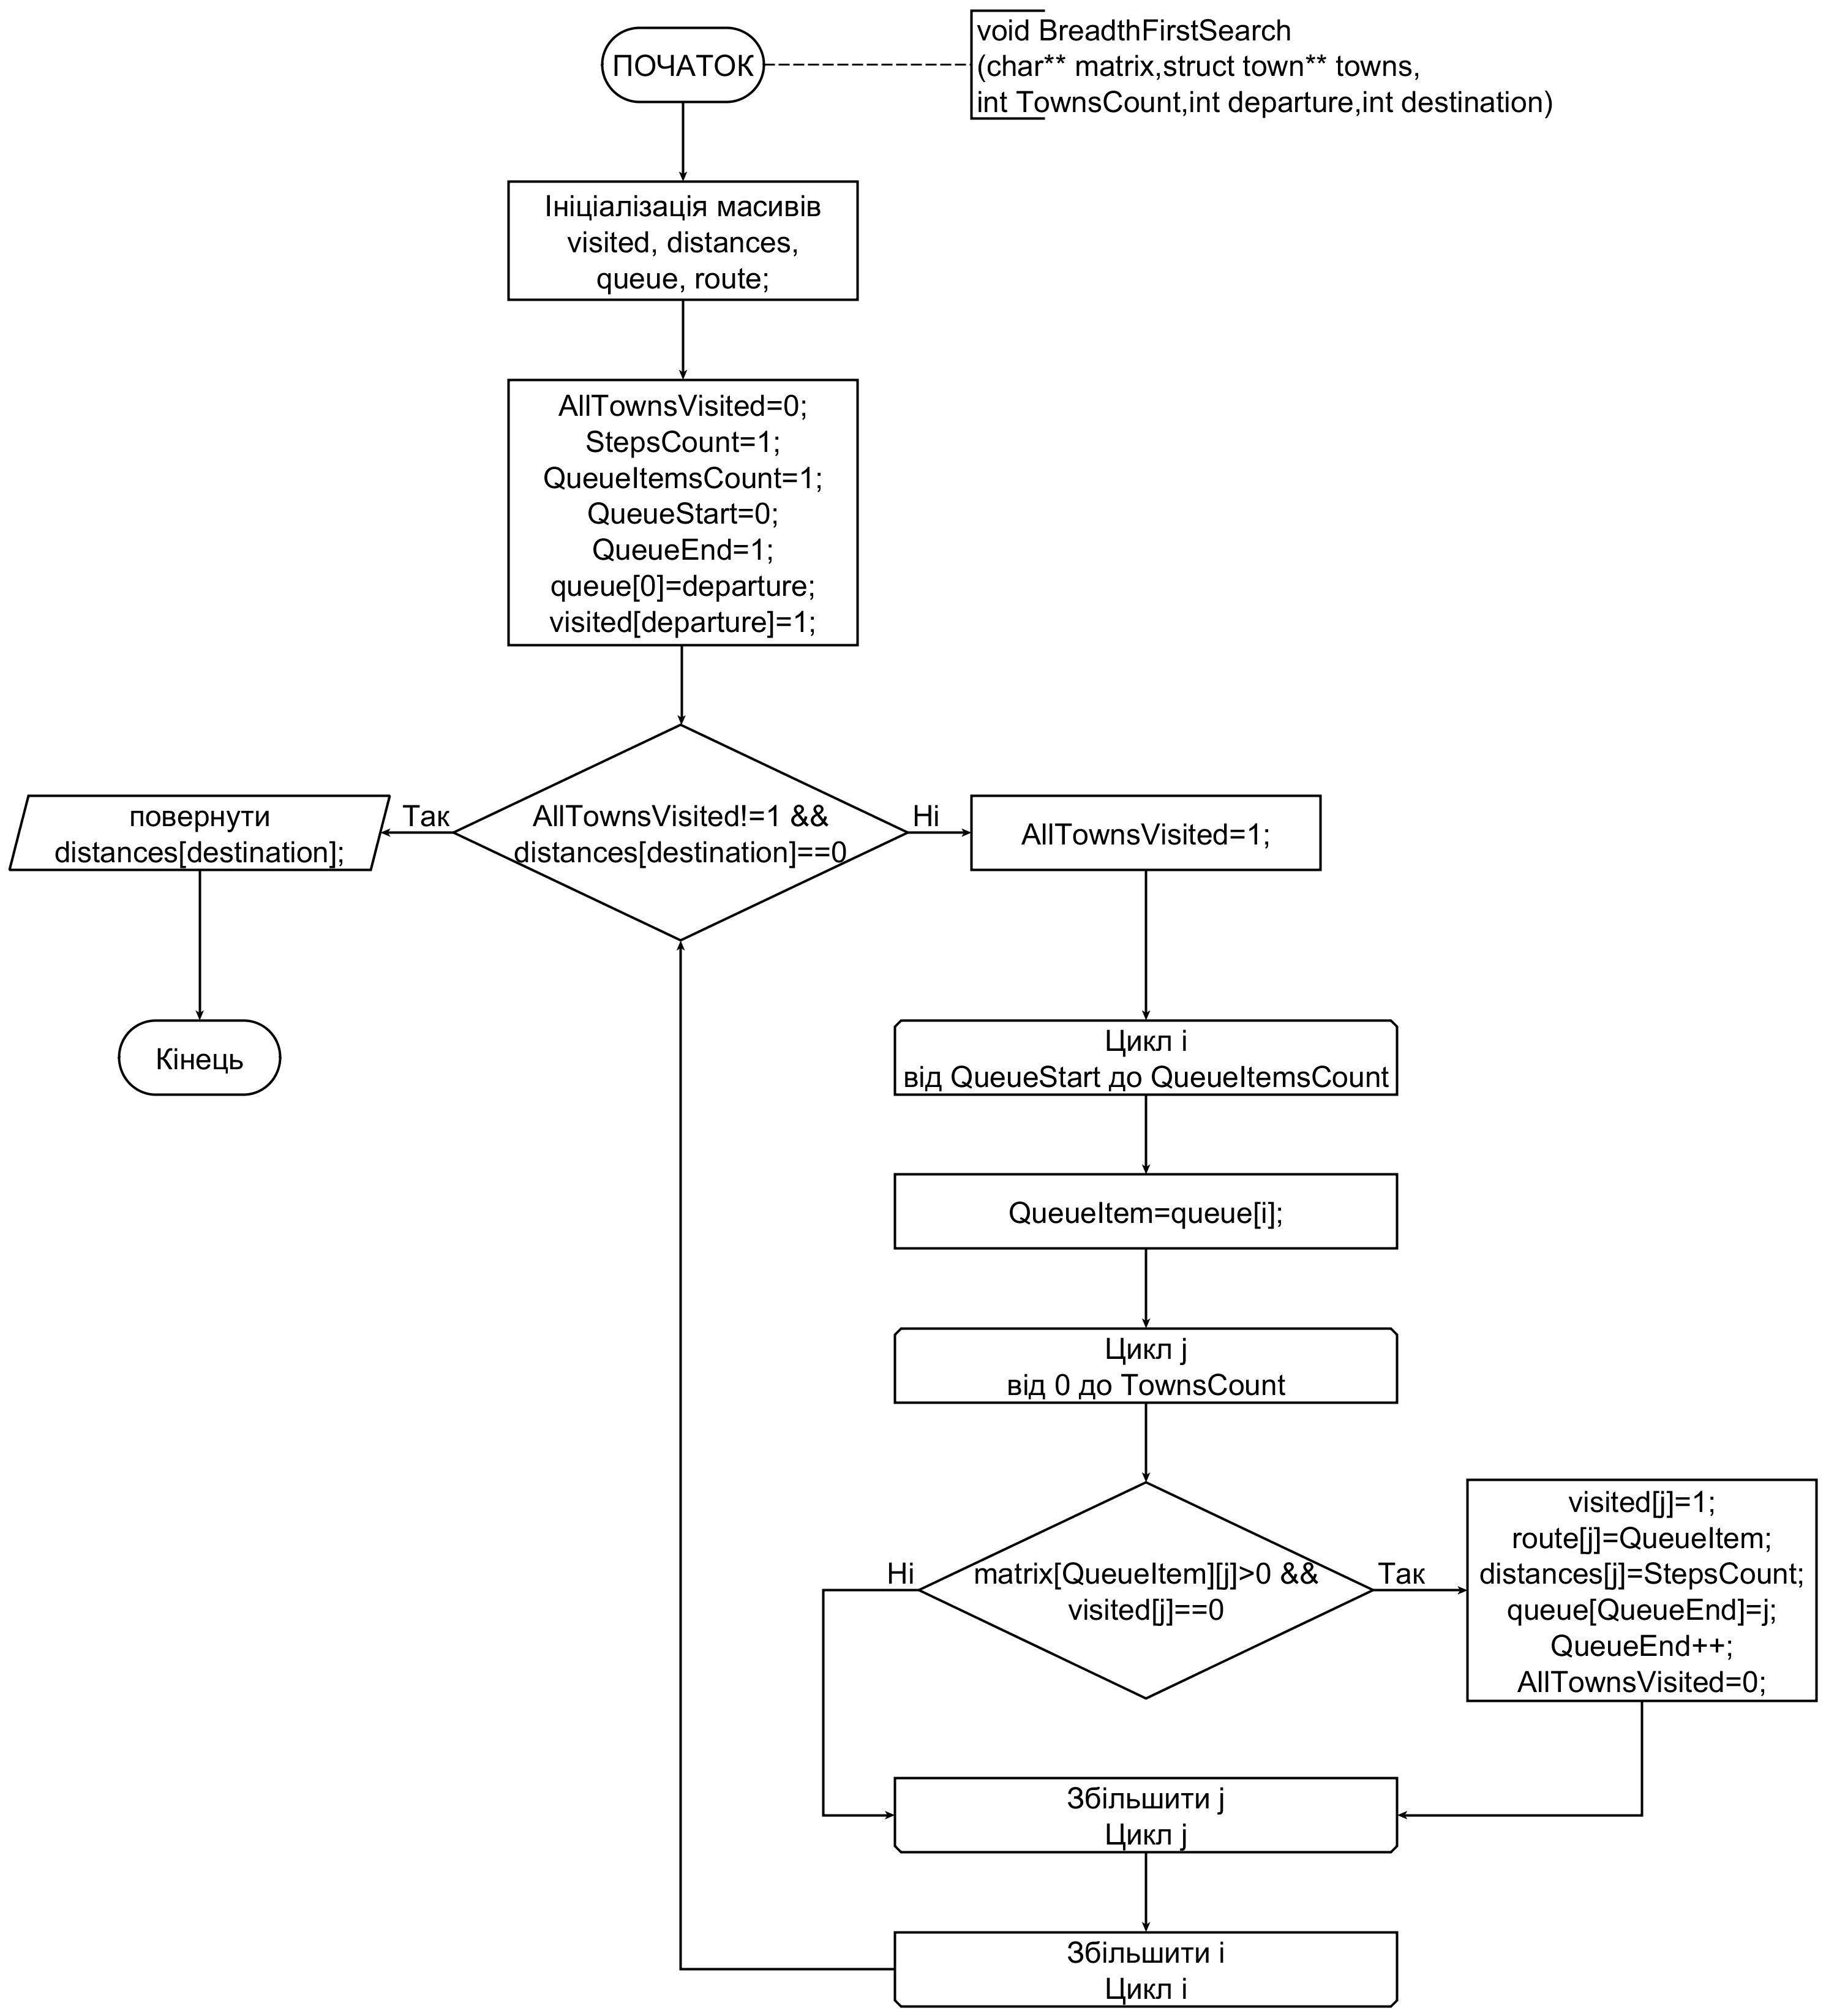 ПОЧАТОК
void BreadthFirstSearch
(char** matrix,struct town** towns,
int TownsCount,int departure,int destination)
Ініціалізація масивів
visited, distances,
queue, route;
AllTownsVisited=0;
StepsCount=1;
QueueItemsCount=1;
QueueStart=0;
QueueEnd=1;
queue[0]=departure;
visited[departure]=1;
AllTownsVisited!=1 &&
distances[destination]==0
Так
Ні
повернути
distances[destination];
Кінець
AllTownsVisited=1;
Цикл i
від QueueStart до QueueItemsCount
QueueItem=queue[i];
Цикл j
від 0 до TownsCount
matrix[QueueItem][j]>0 &&
visited[j]==0
Ні
Так
visited[j]=1;
route[j]=QueueItem;
distances[j]=StepsCount;
queue[QueueEnd]=j;
QueueEnd++;
AllTownsVisited=0;
Збільшити j
Цикл j
Збільшити і
Цикл і